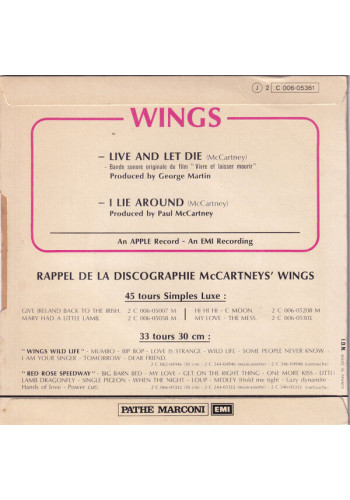 J 2 C 006-05361
WINGS
– LIVE AND LET DIE (McCartney)
Bande sonore originale du film "Vivre et laisser mourir"
Produced by George Martin
– I LIE AROUND (McCartney)
Produced by Paul McCartney
An APPLE Record - An EMI Recording
RAPPEL DE LA DISCOGRAPHIE McCARTNEYS' WINGS
45 tours Simples Luxe :
GIVE IRELAND BACK TO THE IRISH. 2 C 006-05007 M HI HI HI - C MOON. 2 C 006-05208 M
MARY HAD A LITTLE LAMB. 2 C 006-05058 M MY LOVE - THE MESS. 2 C 006-05301
33 tours 30 cm :
"WINGS WILD LIFE" - MUMBO - BIP BOP - LOVE IS STRANGE - WILD LIFE - SOME PEOPLE NEVER KNOW -
I AM YOUR SINGER - TOMORROW - DEAR FRIEND.
"RED ROSE SPEEDWAY" - BIG BARN BED - MY LOVE - GET ON THE RIGHT THING - ONE MORE KISS - LITTLE
LAMB DRAGONFLY - SINGLE PIGEON - WHEN THE NIGHT - LOUP - MEDLEY (Hold me tight - Lazy dynamite -
Hands of love - Power cut).
PATHE MARCONI EMI